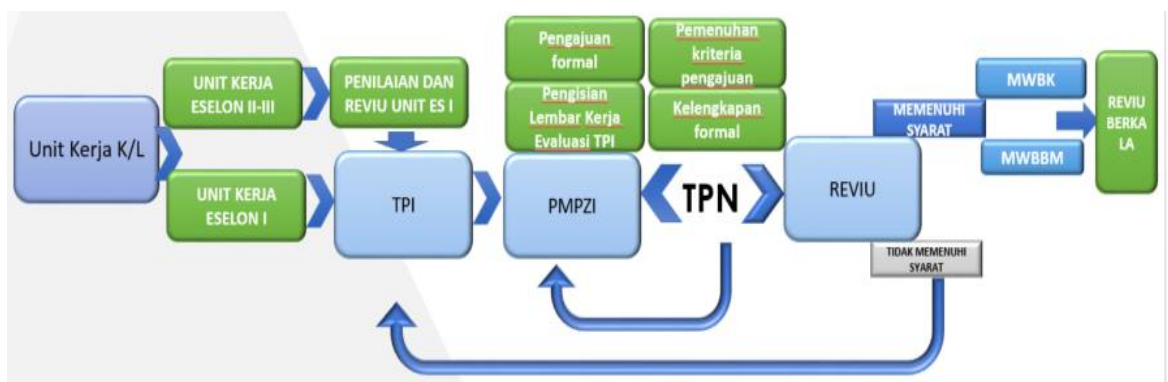 Unit Kerja K/L
UNIT KERJA
ESELON II-III
UNIT KERJA
ESELON I
PENILAIAN DAN
REVIU UNIT ES I
TPI
Pengajuan
formal
Pengisian
Lembar Kerja
Evaluasi TPI
PMPZI
Pemenuhan
kriteria
pengajuan
Kelengkapan
formal
TPN
REVIU
MEMENUHI
SYARAT
TIDAK MEMENUHI
SYARAT
MWBK
MWBBM
REVIU
BERKA
LA